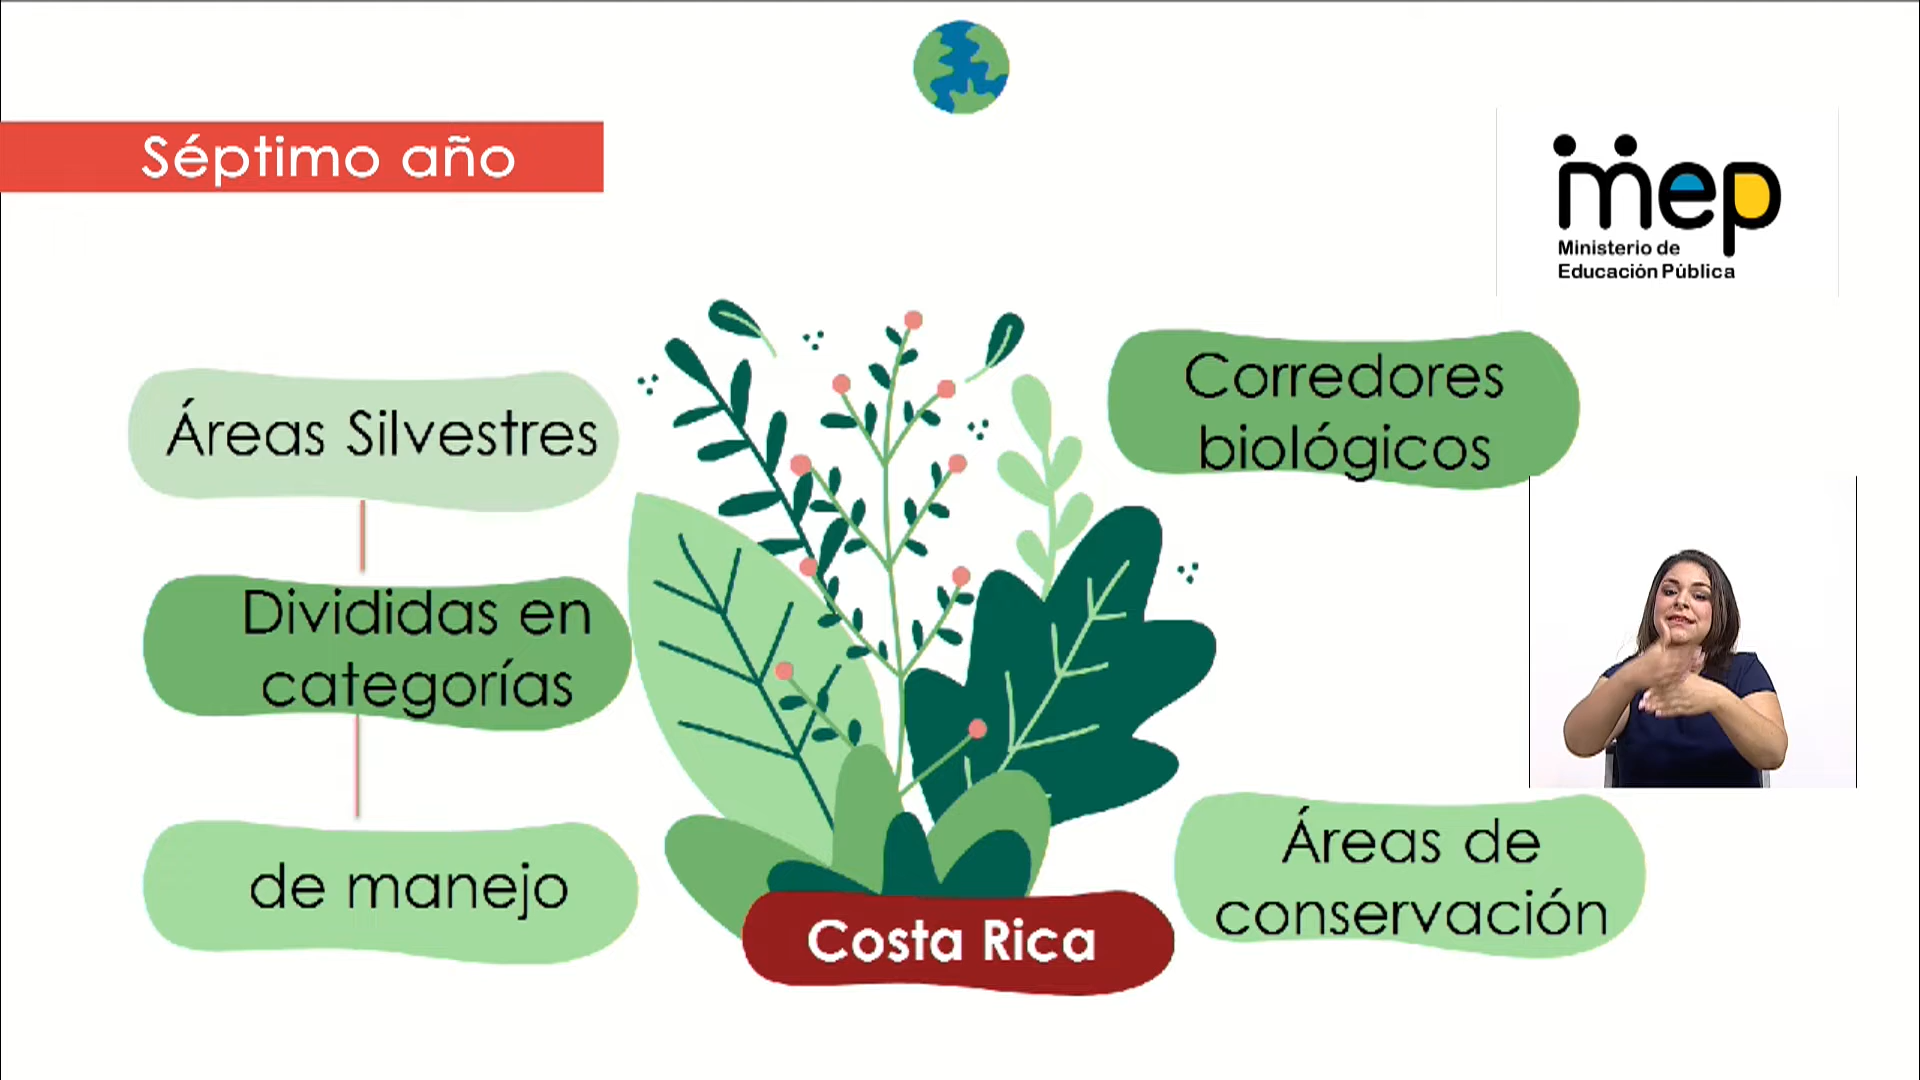 Séptimo año
mep
Ministerio de
Educación Pública
Áreas Silvestres
Divididas en
categorías
de manejo
Corredores
biológicos
Áreas de
conservación
Costa Rica